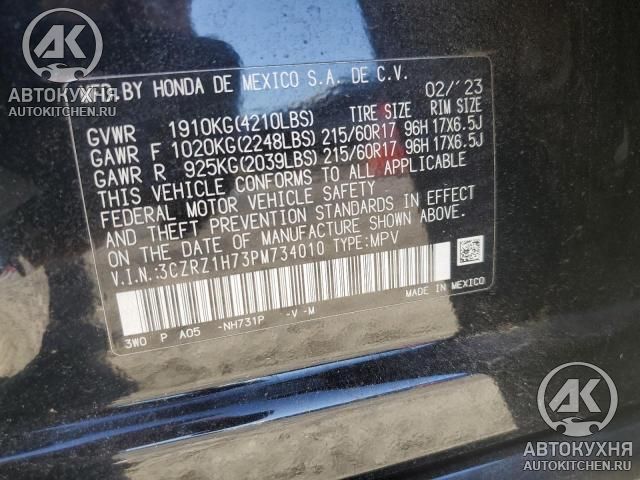 AK
АВТОКУХНЯ
AUTOKITCHEN.RU
MFD.BY HONDA DE MEXICO S.A. DE C.V. 02/'23
TIRE SIZE RIM SIZE
GVWR 1910KG(4210LBS)
GAWR F 1020KG(2248LBS) 215/60R17 96H 17X6.5J
GAWR R 925KG(2039LBS) 215/60R17 96H 17X6.5J
THIS VEHICLE CONFORMS TO ALL APPLICABLE
FEDERAL MOTOR VEHICLE SAFETY
AND THEFT PREVENTION STANDARDS IN EFFECT
ON THE DATE OF MANUFACTURE SHOWN ABOVE.
V.I.N.:3CZRZ1H73PM734010 TYPE:MPV
3W0 P A05 -NH731P -V -M
MADE IN MEXICO
AK
АВТОКУХНЯ
AUTOKITCHEN.RU